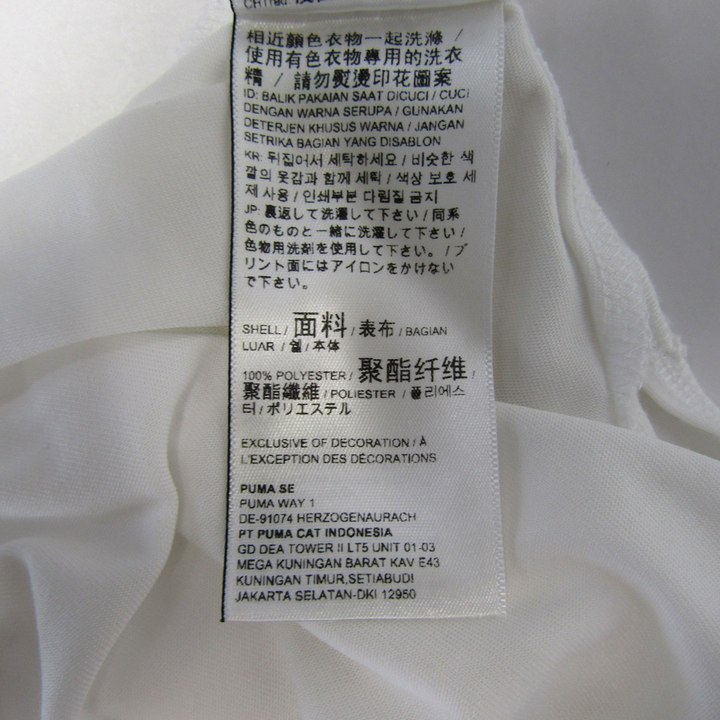 相近顏色衣物一起洗滌 /
使用有色衣物專用的洗衣
精 / 請勿熨燙印花圖案
ID: BALIK PAKAIAN SAAT DICUCI / CUCI
DENGAN WARNA SERUPA / GUNAKAN
DETERJEN KHUSUS WARNA / JANGAN
SETRIKA BAGIAN YANG DISABLON
KR: 뒤집어서 세탁하세요 / 비슷한 색
깔의 옷감과 함께 세탁 / 색상 보호 세
제 사용 / 인쇄부분 다림질 금지
JP: 裏返して洗濯して下さい / 同系
色のものと一緒に洗濯して下さい /
色物用洗剤を使用して下さい。 / プ
リント面にはアイロンをかけない
で下さい。
SHELL / 面料 / 表布 / BAGIAN
LUAR / 쉘 / 本体
100% POLYESTER / 聚酯纤维 /
聚酯纖維 / POLIESTER / 폴리에스
터 / ポリエステル
EXCLUSIVE OF DECORATION / À
L'EXCEPTION DES DÉCORATIONS
PUMA SE
PUMA WAY 1
DE-91074 HERZOGENAURACH
PT PUMA CAT INDONESIA
GD DEA TOWER II LT5 UNIT 01-03
MEGA KUNINGAN BARAT KAV E43
KUNINGAN TIMUR,SETIABUDI
JAKARTA SELATAN-DKI 12950